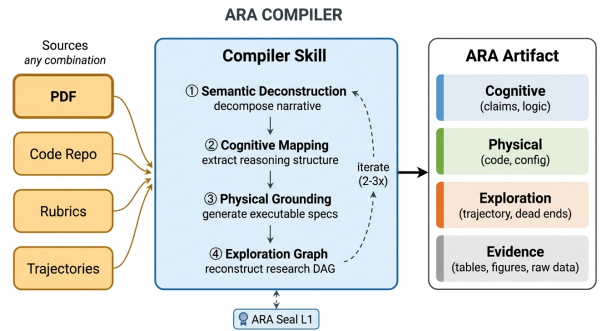 ARA COMPILER
Sources
any combination
PDF
Code Repo
Rubrics
Trajectories
Compiler Skill
① Semantic Deconstruction
decompose narrative
② Cognitive Mapping
extract reasoning structure
③ Physical Grounding
generate executable specs
④ Exploration Graph
reconstruct research DAG
iterate
(2-3x)
ARA Seal L1
ARA Artifact
Cognitive
(claims, logic)
Physical
(code, config)
Exploration
(trajectory, dead ends)
Evidence
(tables, figures, raw data)